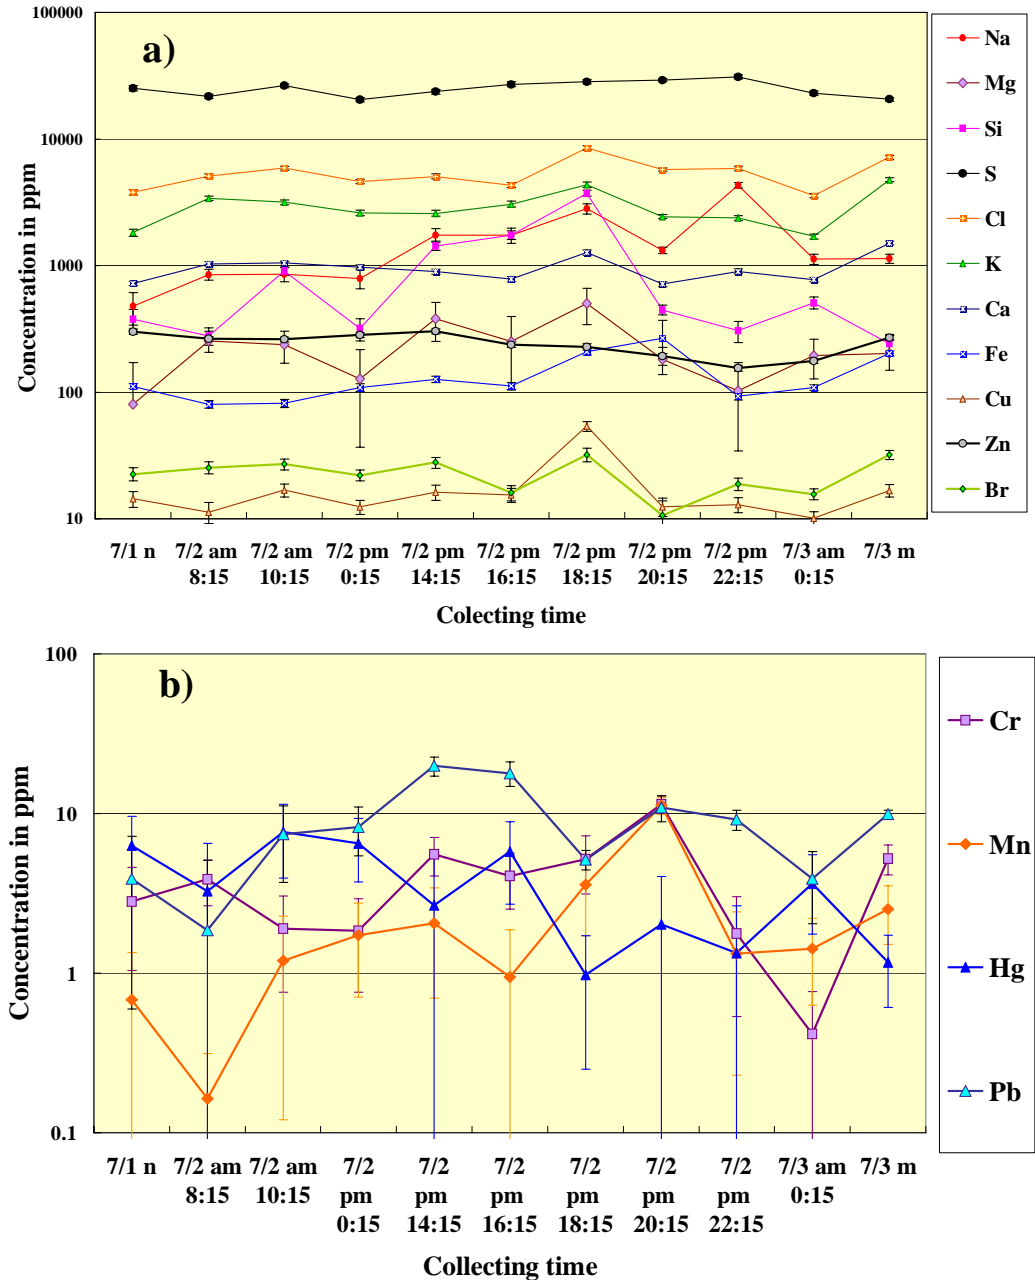 a)
100000
10000
1000
100
10
Concentration in ppm
7/1 n
7/2 am
8:15
7/2 am
10:15
7/2 pm
0:15
7/2 pm
14:15
7/2 pm
16:15
7/2 pm
18:15
7/2 pm
20:15
7/2 pm
22:15
7/3 am
0:15
7/3 m
Colecting time
Na
Mg
Si
S
Cl
K
Ca
Fe
Cu
Zn
Br
b)
100
10
1
0.1
Concentration in ppm
7/1 n
7/2 am
8:15
7/2 am
10:15
7/2
pm
0:15
7/2
pm
14:15
7/2
pm
16:15
7/2
pm
18:15
7/2
pm
20:15
7/2
pm
22:15
7/3 am
0:15
7/3 m
Collecting time
Cr
Mn
Hg
Pb